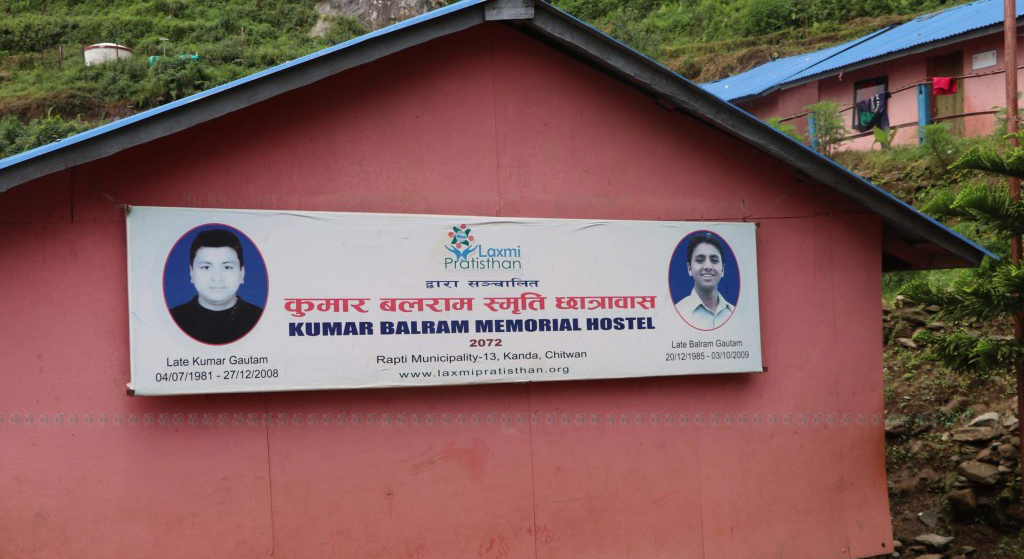 Laxmi
Pratisthan
द्वारा सञ्चालित
कुमार बलराम स्मृति छात्रावास
KUMAR BALRAM MEMORIAL HOSTEL
2072
Rapti Municipality-13, Kanda, Chitwan
www.laxmipratisthan.org
Late Kumar Gautam
04/07/1981 - 27/12/2008
Late Balram Gautam
20/12/1985 - 03/10/2009